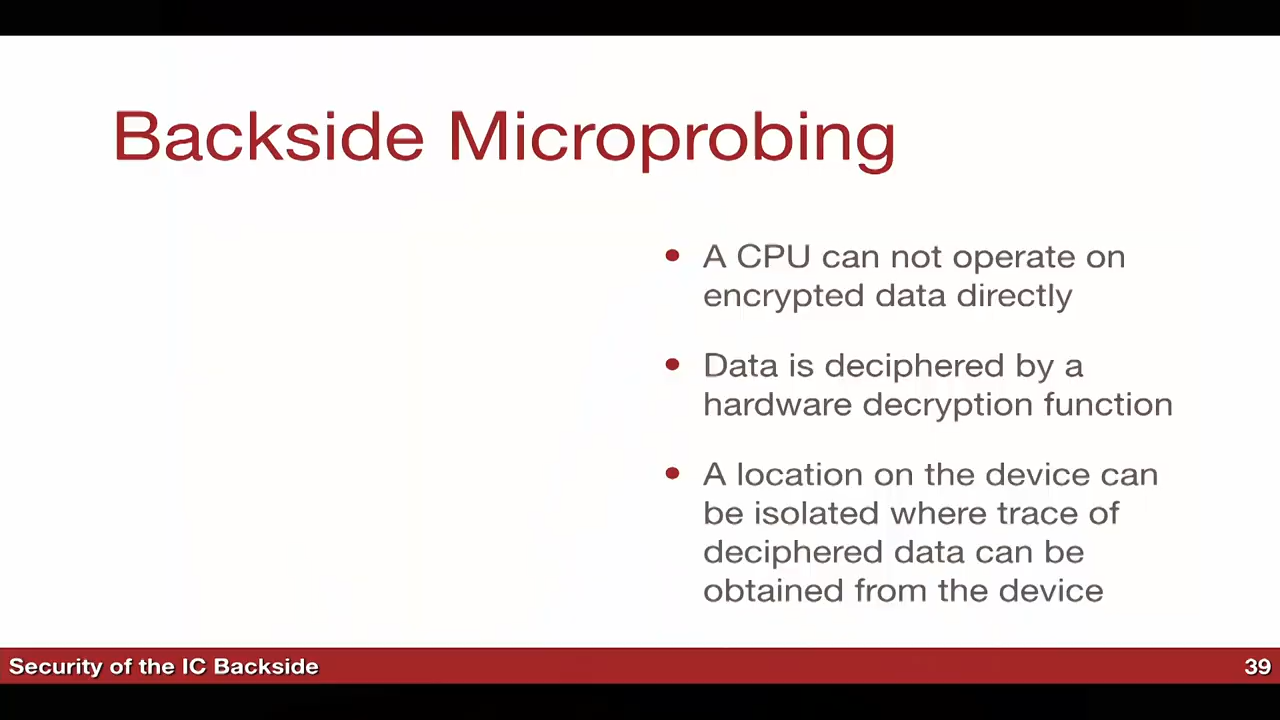 Backside Microprobing
• A CPU can not operate on
encrypted data directly
• Data is deciphered by a
hardware decryption function
• A location on the device can
be isolated where trace of
deciphered data can be
obtained from the device
Security of the IC Backside
39